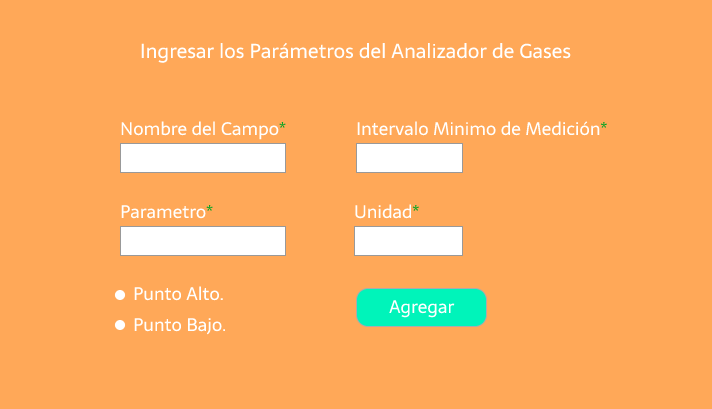 Ingresar los Parámetros del Analizador de Gases
Nombre del Campo*
Intervalo Minimo de Medición*
Parametro*
Unidad*
Punto Alto.
Punto Bajo.
Agregar